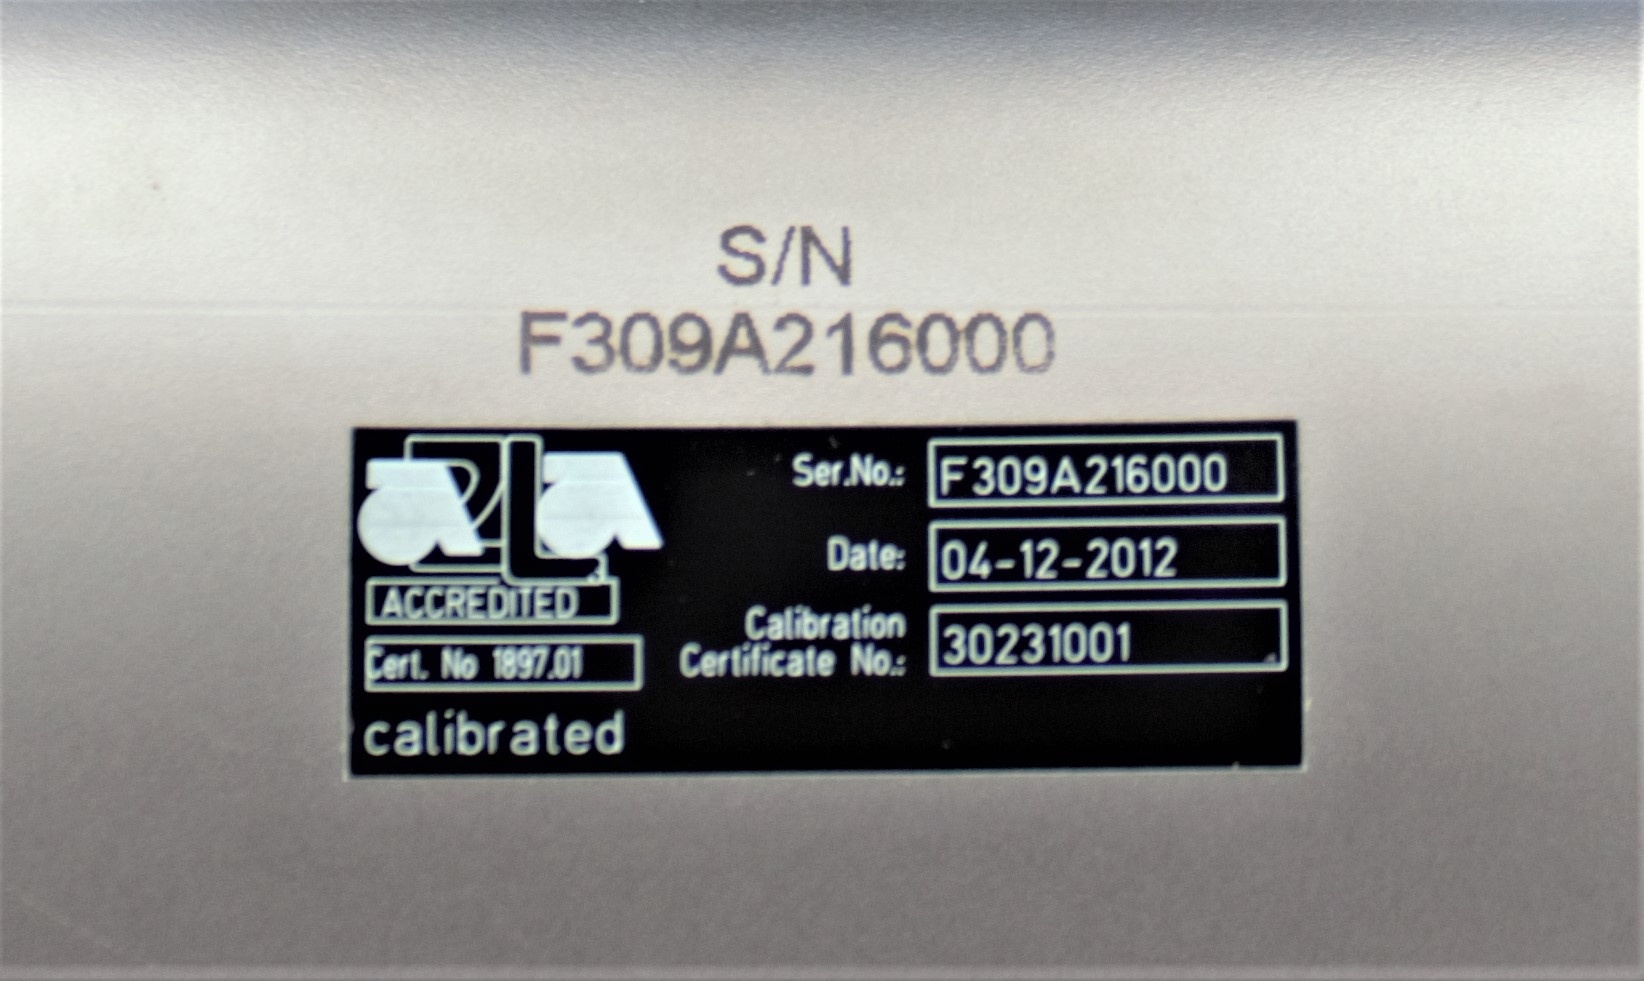 S/N
F309A216000
A2LA
ACCREDITED
Cert. No 1897.01
calibrated
Ser.No.: F309A216000
Date: 04-12-2012
Calibration
Certificate No.: 30231001